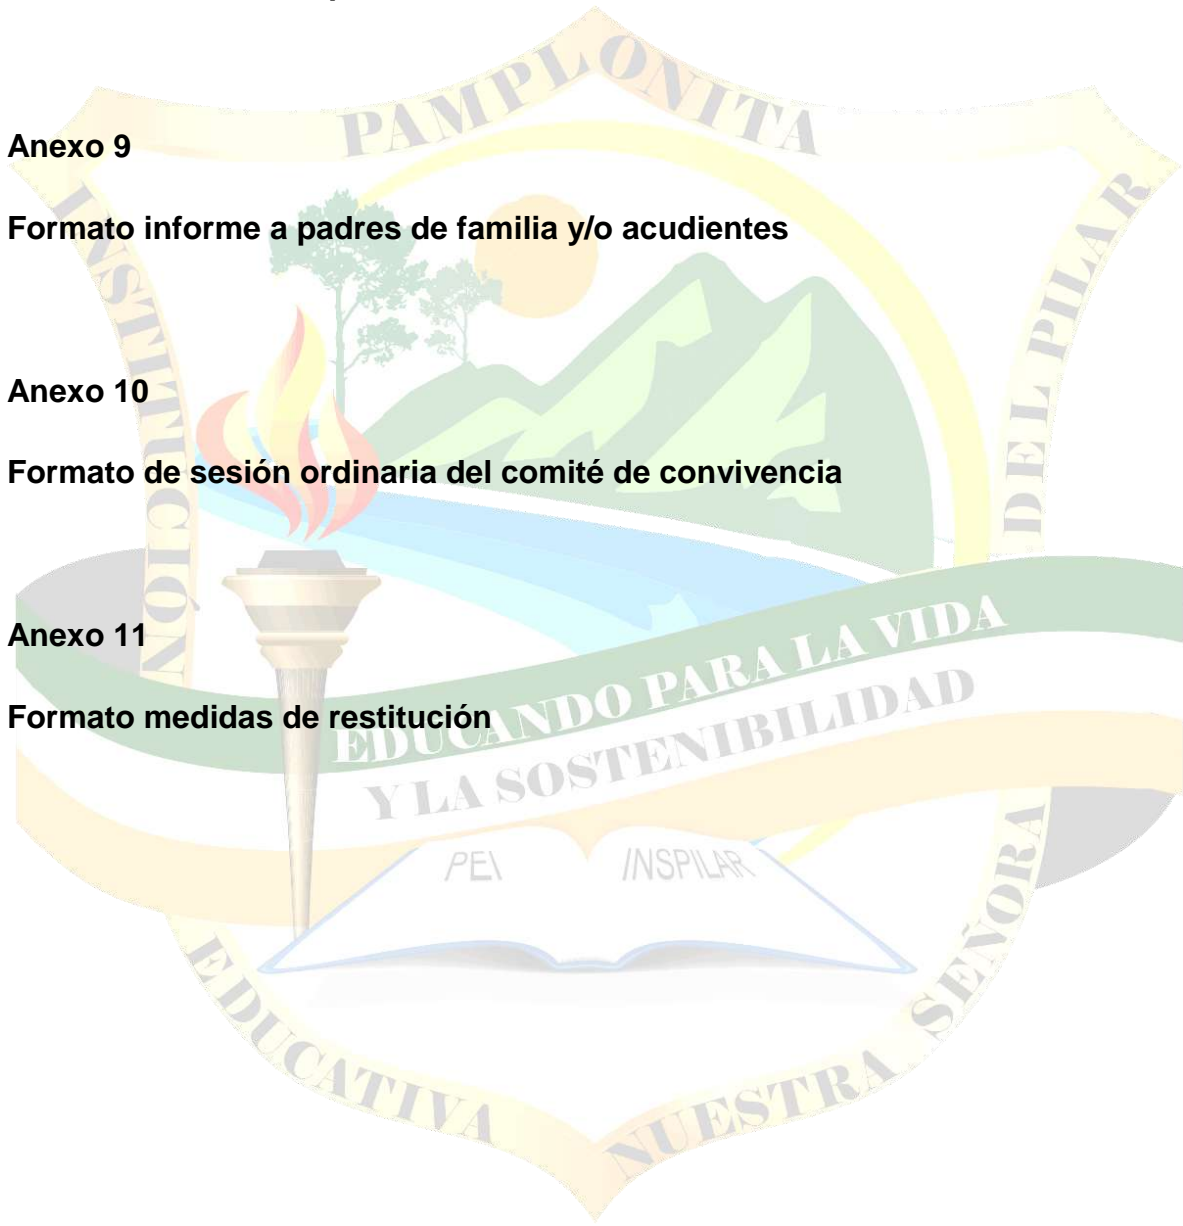 PAMPLONITA
Anexo 9
Formato informe a padres de familia y/o acudientes
Anexo 10
Formato de sesión ordinaria del comité de convivencia
Anexo 11
Formato medidas de restitución
EDUCANDO PARA LA VIDA
Y LA SOSTENIBILIDAD
PEI INSPILAR
INSTITUCIÓN
EDUCATIVA
NUESTRA SEÑORA
DEL PILAR